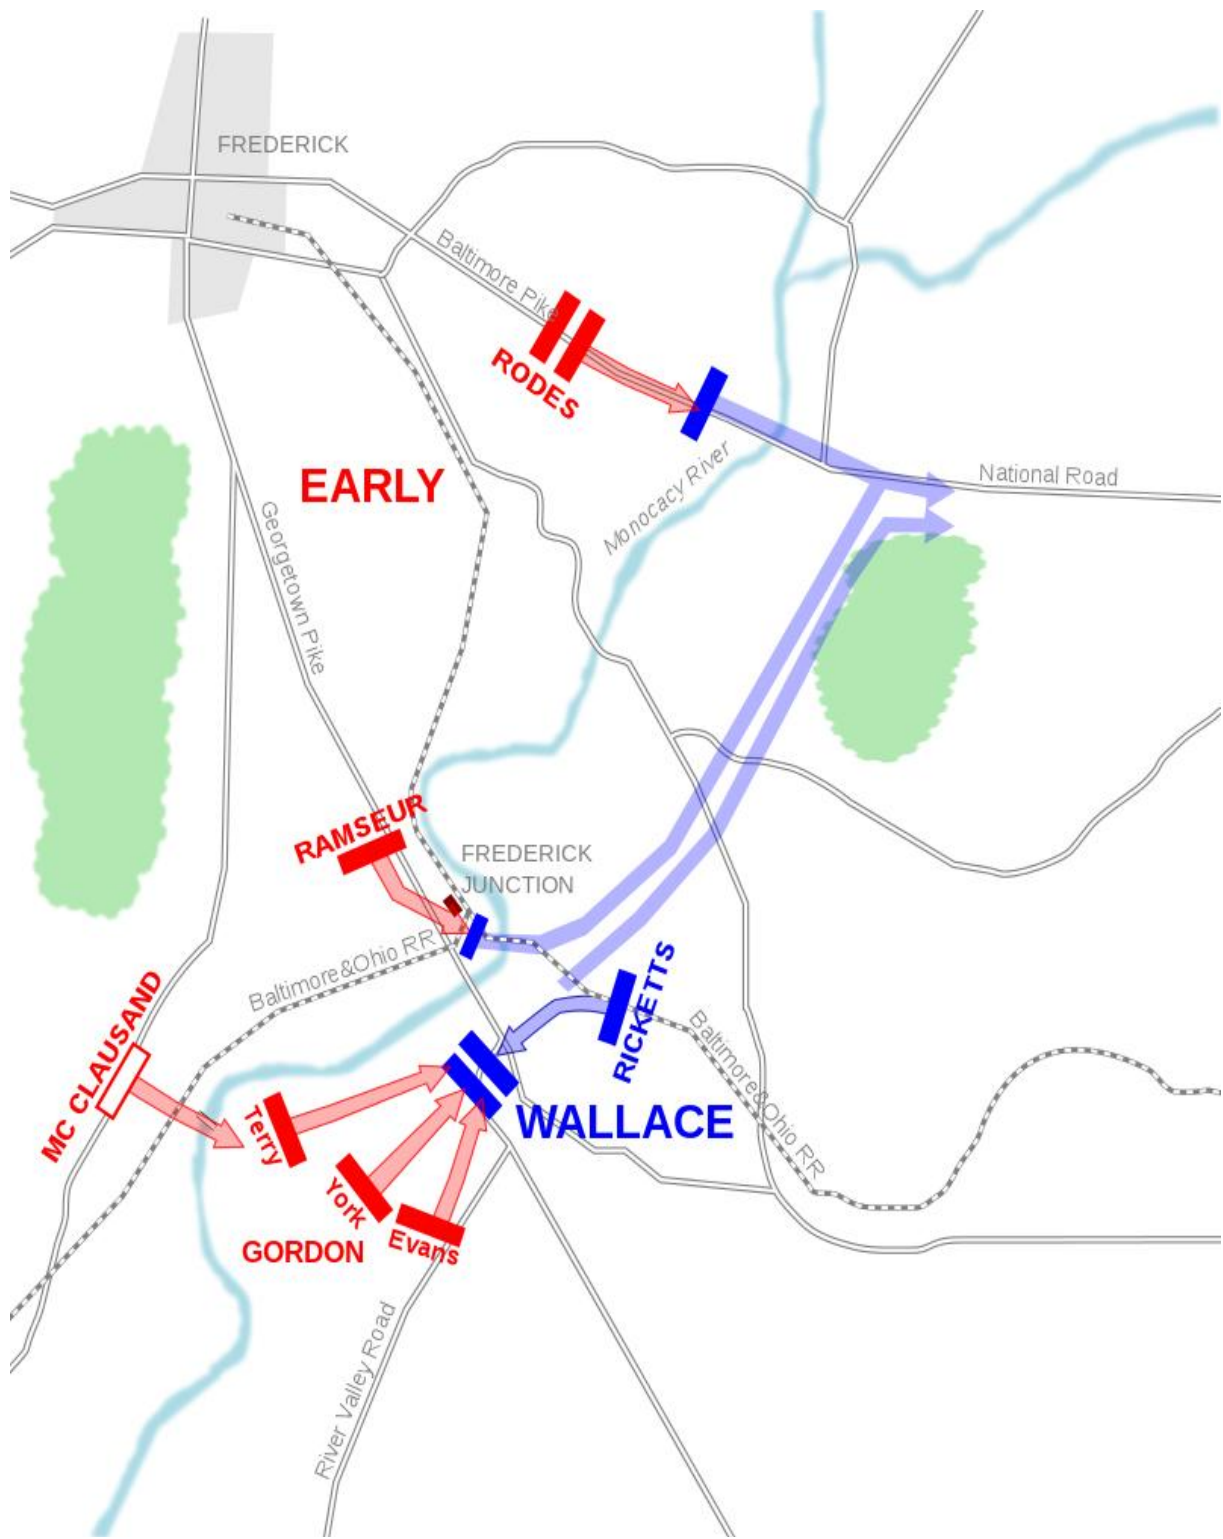 FREDERICK
Baltimore Pike
RODES
EARLY
Monocacy River
National Road
Georgetown Pike
RAMSEUR
FREDERICK
JUNCTION
Baltimore&Ohio RR
RICKETTS
MC CLAUSAND
Baltimore&Ohio RR
Terry
WALLACE
York
Evans
GORDON
River Valley Road